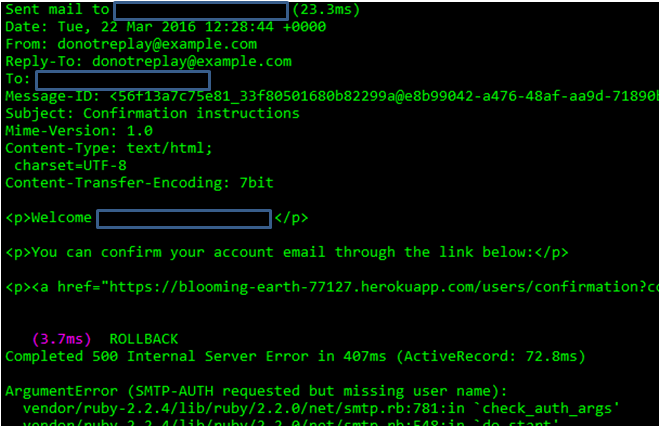 Sent mail to (23.3ms)
Date: Tue, 22 Mar 2016 12:28:44 +0000
From: donotreplay@example.com
Reply-To: donotreplay@example.com
To:
Message-ID: <56f13a7c75e81_33f80501680b82299a@e8b99042-a476-48af-aa9d-71890b
Subject: Confirmation instructions
Mime-Version: 1.0
Content-Type: text/html;
 charset=UTF-8
Content-Transfer-Encoding: 7bit
<p>Welcome </p>
<p>You can confirm your account email through the link below:</p>
<p><a href="https://blooming-earth-77127.herokuapp.com/users/confirmation?co
(3.7ms) ROLLBACK
Completed 500 Internal Server Error in 407ms (ActiveRecord: 72.8ms)
ArgumentError (SMTP-AUTH requested but missing user name):
vendor/ruby-2.2.4/lib/ruby/2.2.0/net/smtp.rb:781:in `check_auth_args'
vendor/ruby-2.2.4/lib/ruby/2.2.0/net/smtp.rb:548:in `do_start'